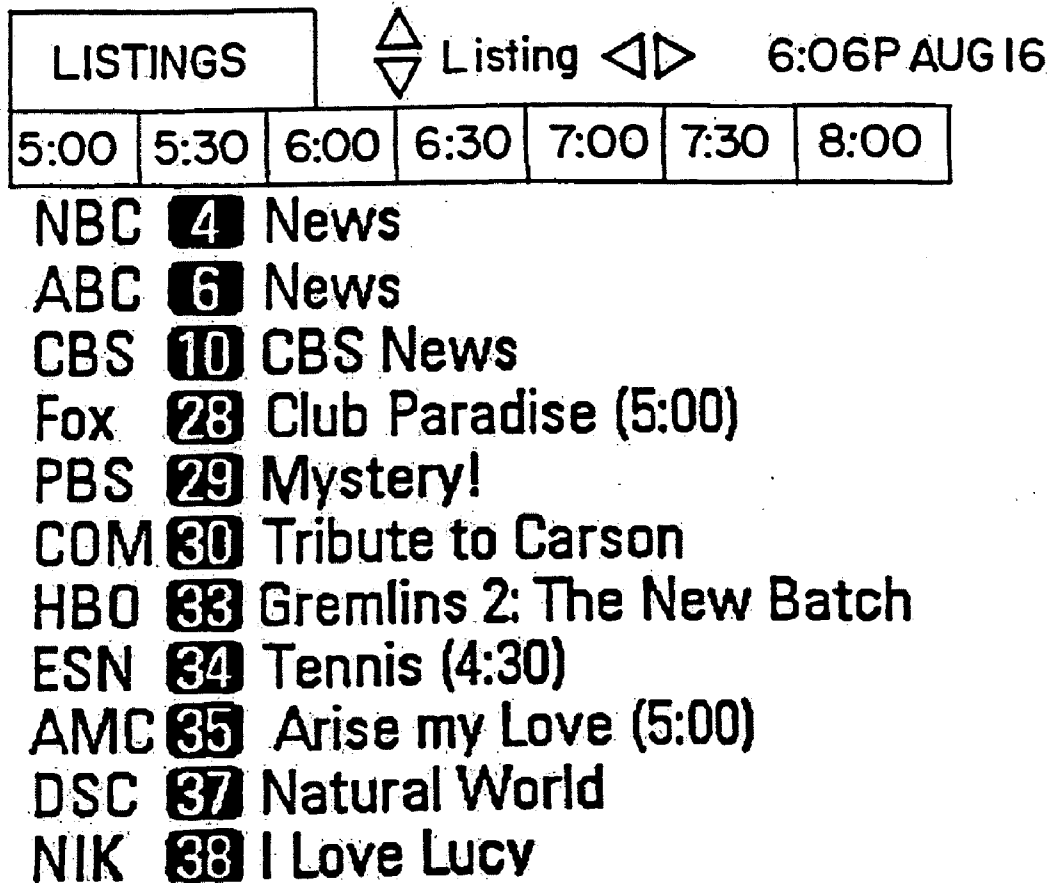 LISTINGS Listing 6:06P AUG 16
5:00 5:30 6:00 6:30 7:00 7:30 8:00
NBC 4 News
ABC 6 News
CBS 10 CBS News
Fox 28 Club Paradise (5:00)
PBS 29 Mystery!
COM 30 Tribute to Carson
HBO 33 Gremlins 2: The New Batch
ESN 34 Tennis (4:30)
AMC 35 Arise my Love (5:00)
DSC 37 Natural World
NIK 38 I Love Lucy